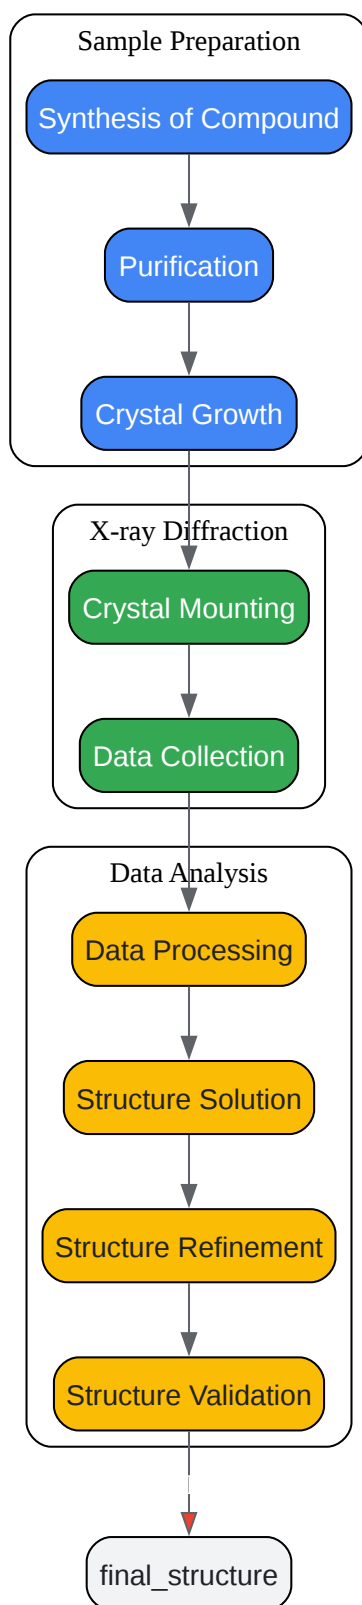 Sample Preparation
Synthesis of Compound
Purification
Crystal Growth
X-ray Diffraction
Crystal Mounting
Data Collection
Data Analysis
Data Processing
Structure Solution
Structure Refinement
Structure Validation
final_structure